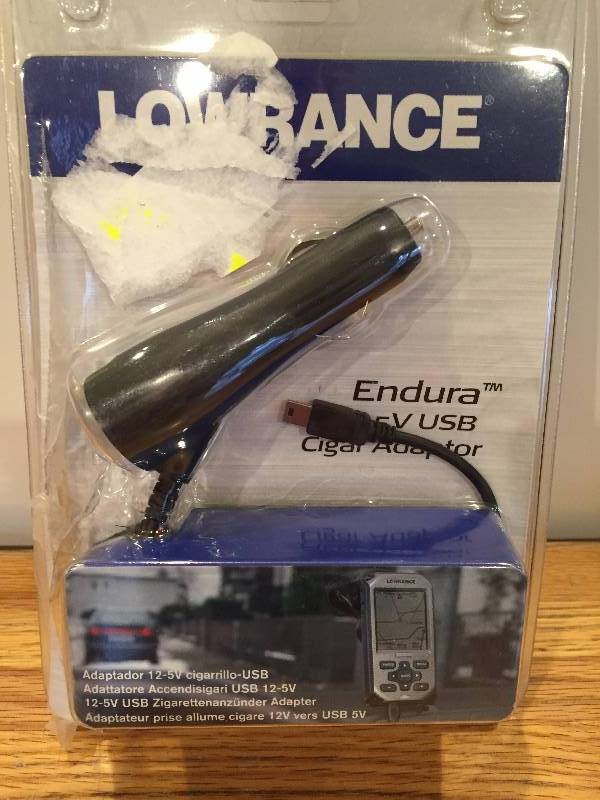 LOWRANCE®
Endura™
5V USB
Cigar Adaptor
LOWRANCE
Adaptador 12-5V cigarrillo-USB
Adattatore Accendisigari USB 12-5V
12-5V USB Zigarettenanzünder Adapter
Adaptateur prise allume cigare 12V vers USB 5V